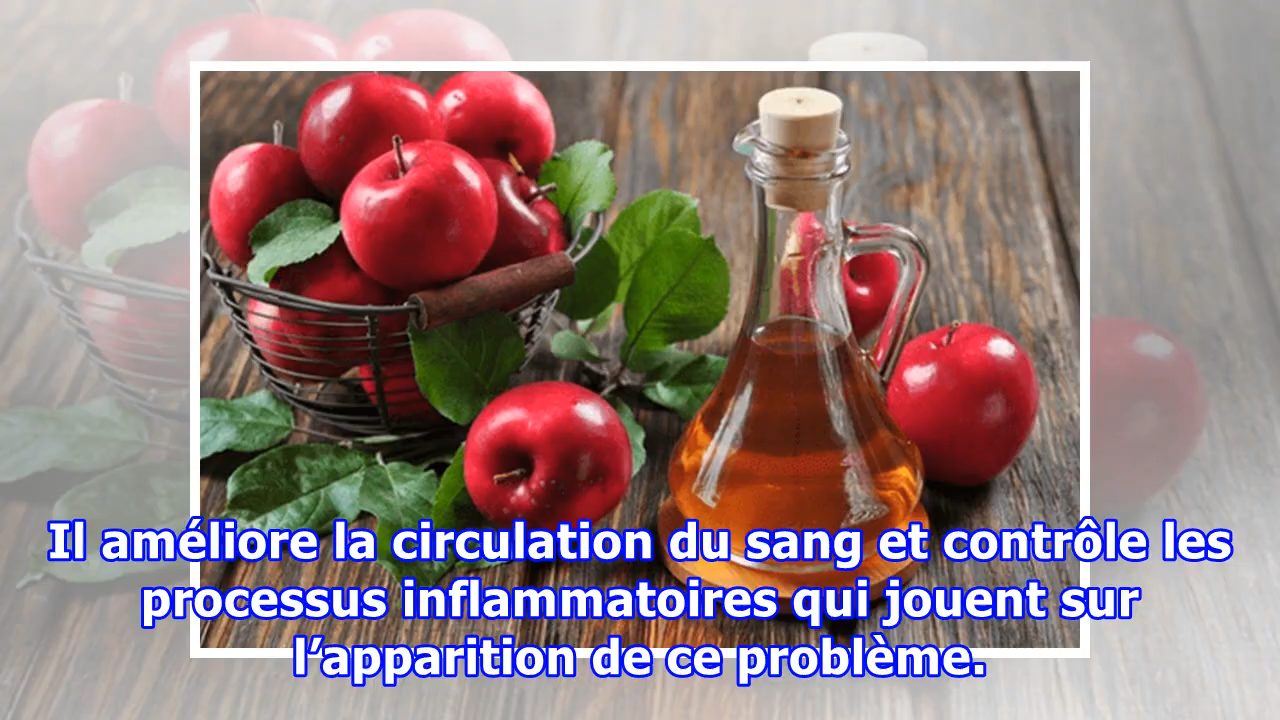 Il améliore la circulation du sang et contrôle les
processus inflammatoires qui jouent sur
l’apparition de ce problème.